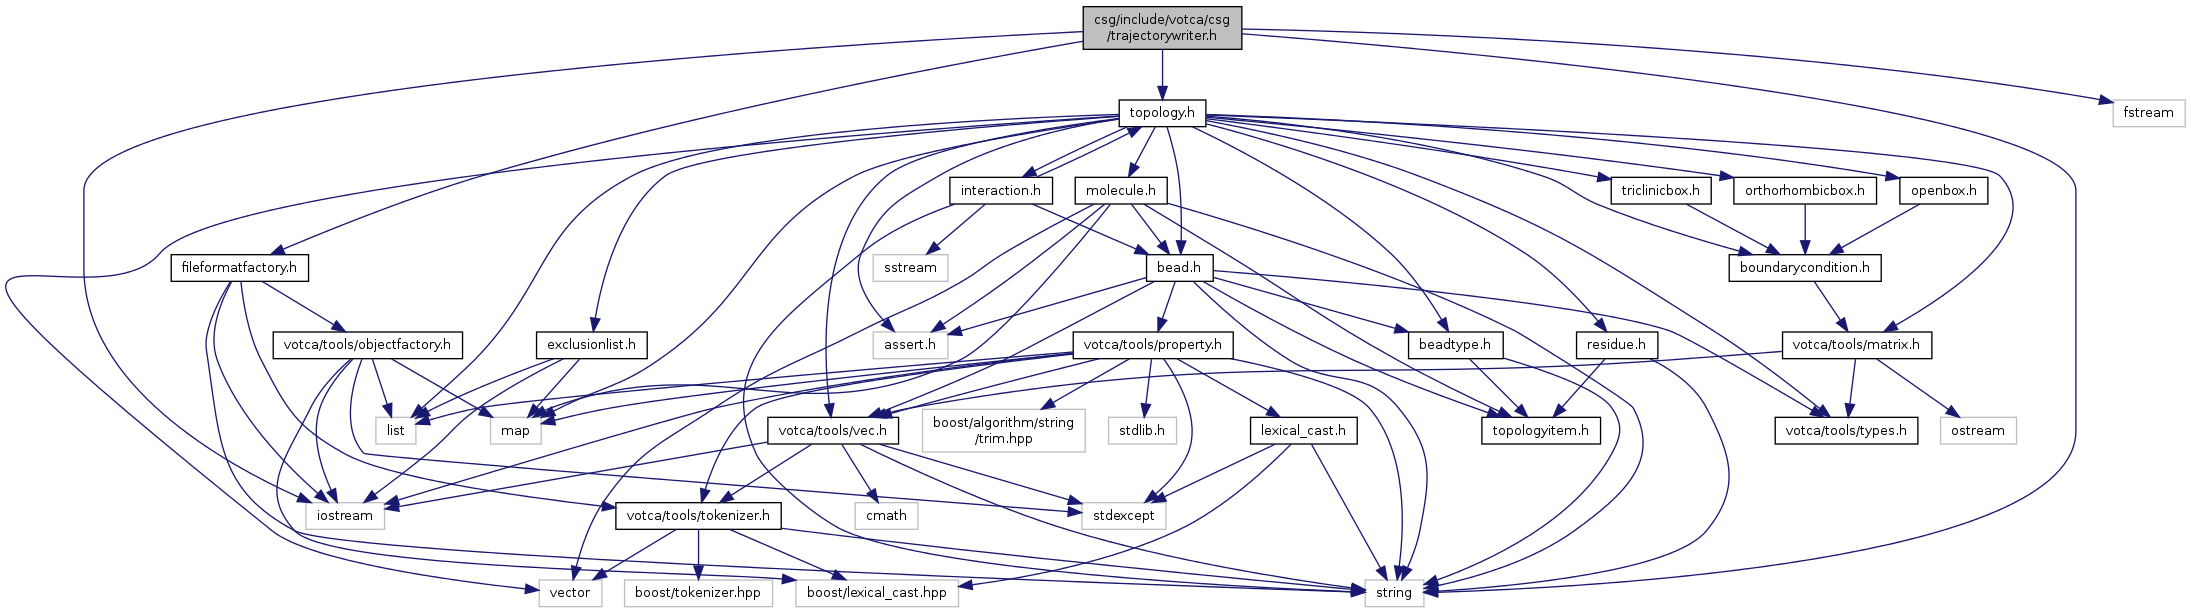 csg/include/votca/csg
/trajectorywriter.h
topology.h
fstream
interaction.h
molecule.h
triclinicbox.h
orthorhombicbox.h
openbox.h
fileformatfactory.h
sstream
bead.h
boundarycondition.h
votca/tools/objectfactory.h
exclusionlist.h
assert.h
votca/tools/property.h
beadtype.h
residue.h
votca/tools/matrix.h
list
map
votca/tools/vec.h
boost/algorithm/string
/trim.hpp
stdlib.h
lexical_cast.h
topologyitem.h
votca/tools/types.h
ostream
iostream
votca/tools/tokenizer.h
cmath
stdexcept
vector
boost/tokenizer.hpp
boost/lexical_cast.hpp
string